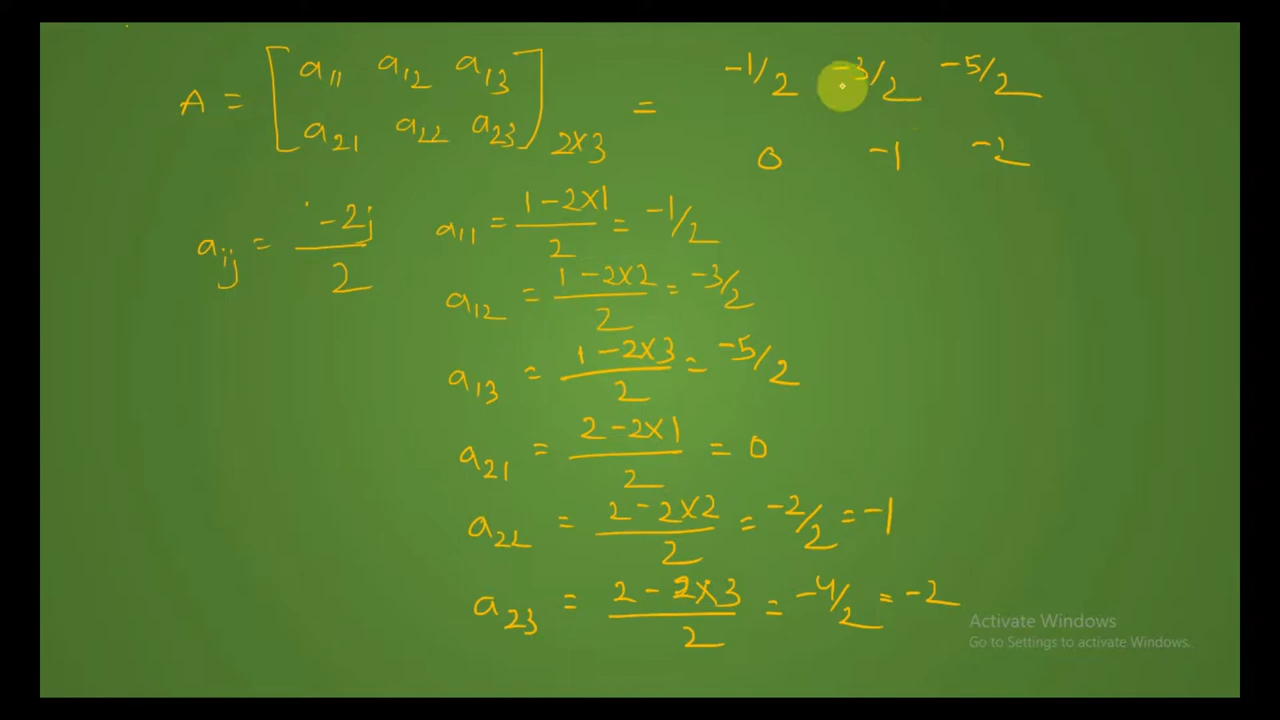 A = [ a11 a12 a13 = -1/2 -3/2 -5/2
a21 a22 a23 ] 2×3 0 -1 -2
aij = i-2j/2 a11 = 1-2×1/2 = -1/2
a12 = 1-2×2/2 = -3/2
a13 = 1-2×3/2 = -5/2
a21 = 2-2×1/2 = 0
a22 = 2-2×2/2 = -2/2 = -1
a23 = 2-2×3/2 = -4/2 = -2
Activate Windows
Go to Settings to activate Windows.